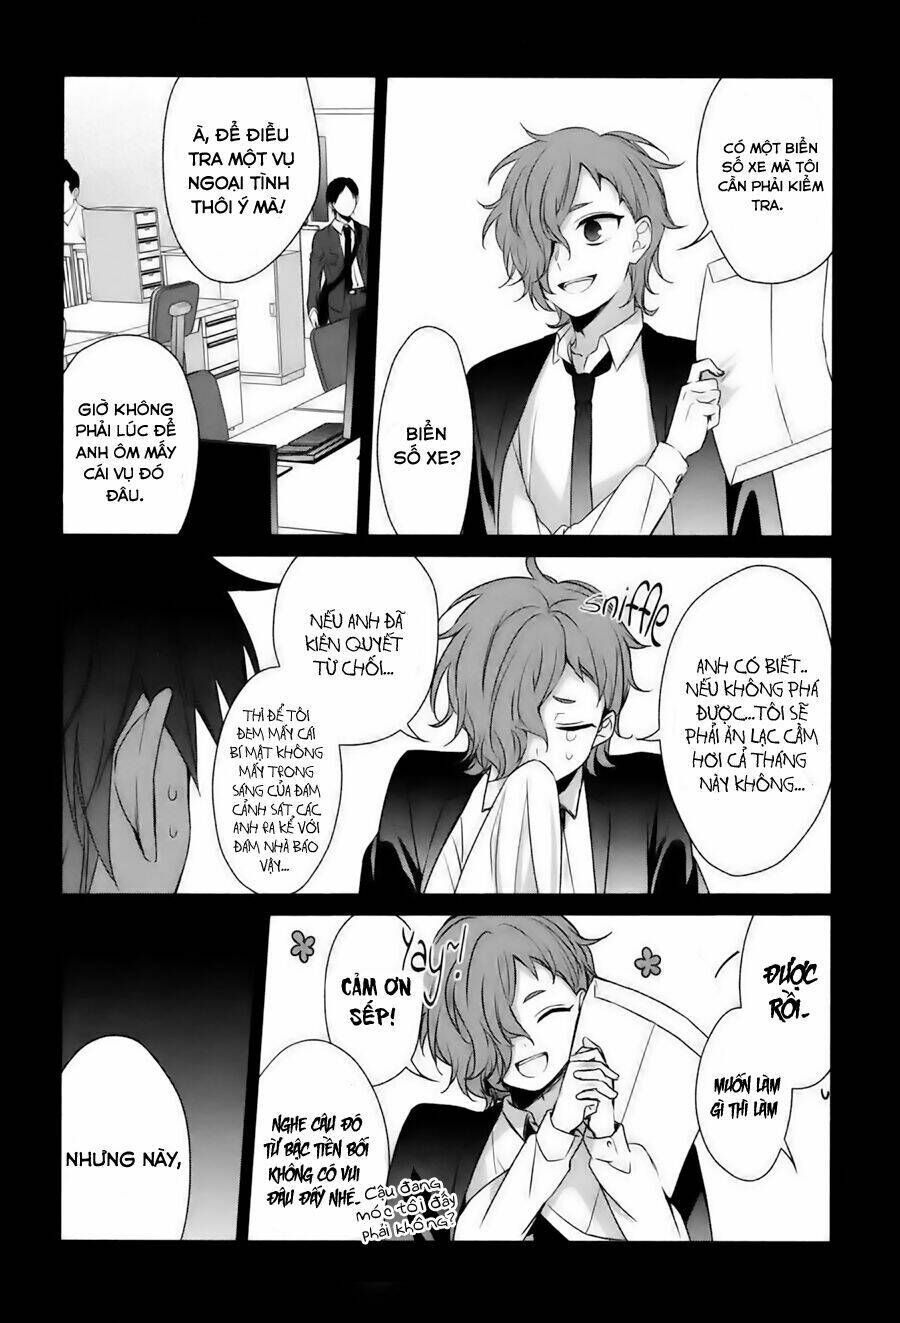 CÓ MỘT BIỂN
SỐ XE MÀ TÔI
CẦN PHẢI KIỂM
TRA.
BIỂN
SỐ XE?
À, ĐỂ ĐIỀU
TRA MỘT VỤ
NGOẠI TÌNH
THÔI Ý MÀ!
GIỜ KHÔNG
PHẢI LÚC ĐỂ
ANH ÔM MẤY
CÁI VỤ ĐÓ
ĐÂU.
sniffle
ANH CÓ BIẾT..
NẾU KHÔNG PHÁ
ĐƯỢC...TÔI SẼ
PHẢI ĂN LẠC CẦM
HƠI CẢ THÁNG
NÀY KHÔNG...
NẾU ANH ĐÃ
KIÊN QUYẾT
TỪ CHỐI...
THÌ ĐỂ TÔI
ĐEM MẤY CÁI
BÍ MẬT KHÔNG
MẤY TRONG
SÁNG CỦA ĐÁM
CẢNH SÁT CÁC
ANH RA KỂ VỚI
ĐÁM NHÀ BÁO
VẬY...
ĐƯỢC
RỒI..
MUỐN LÀM
GÌ THÌ LÀM
Yay~!
CẢM ƠN
SẾP!
NGHE CÂU ĐÓ
TỪ BẬC TIỀN BỐI
KHÔNG CÓ VUI
ĐÂU ĐẤY NHÉ..
Cậu đang
móc tôi đấy
phải không?
NHƯNG NÀY,